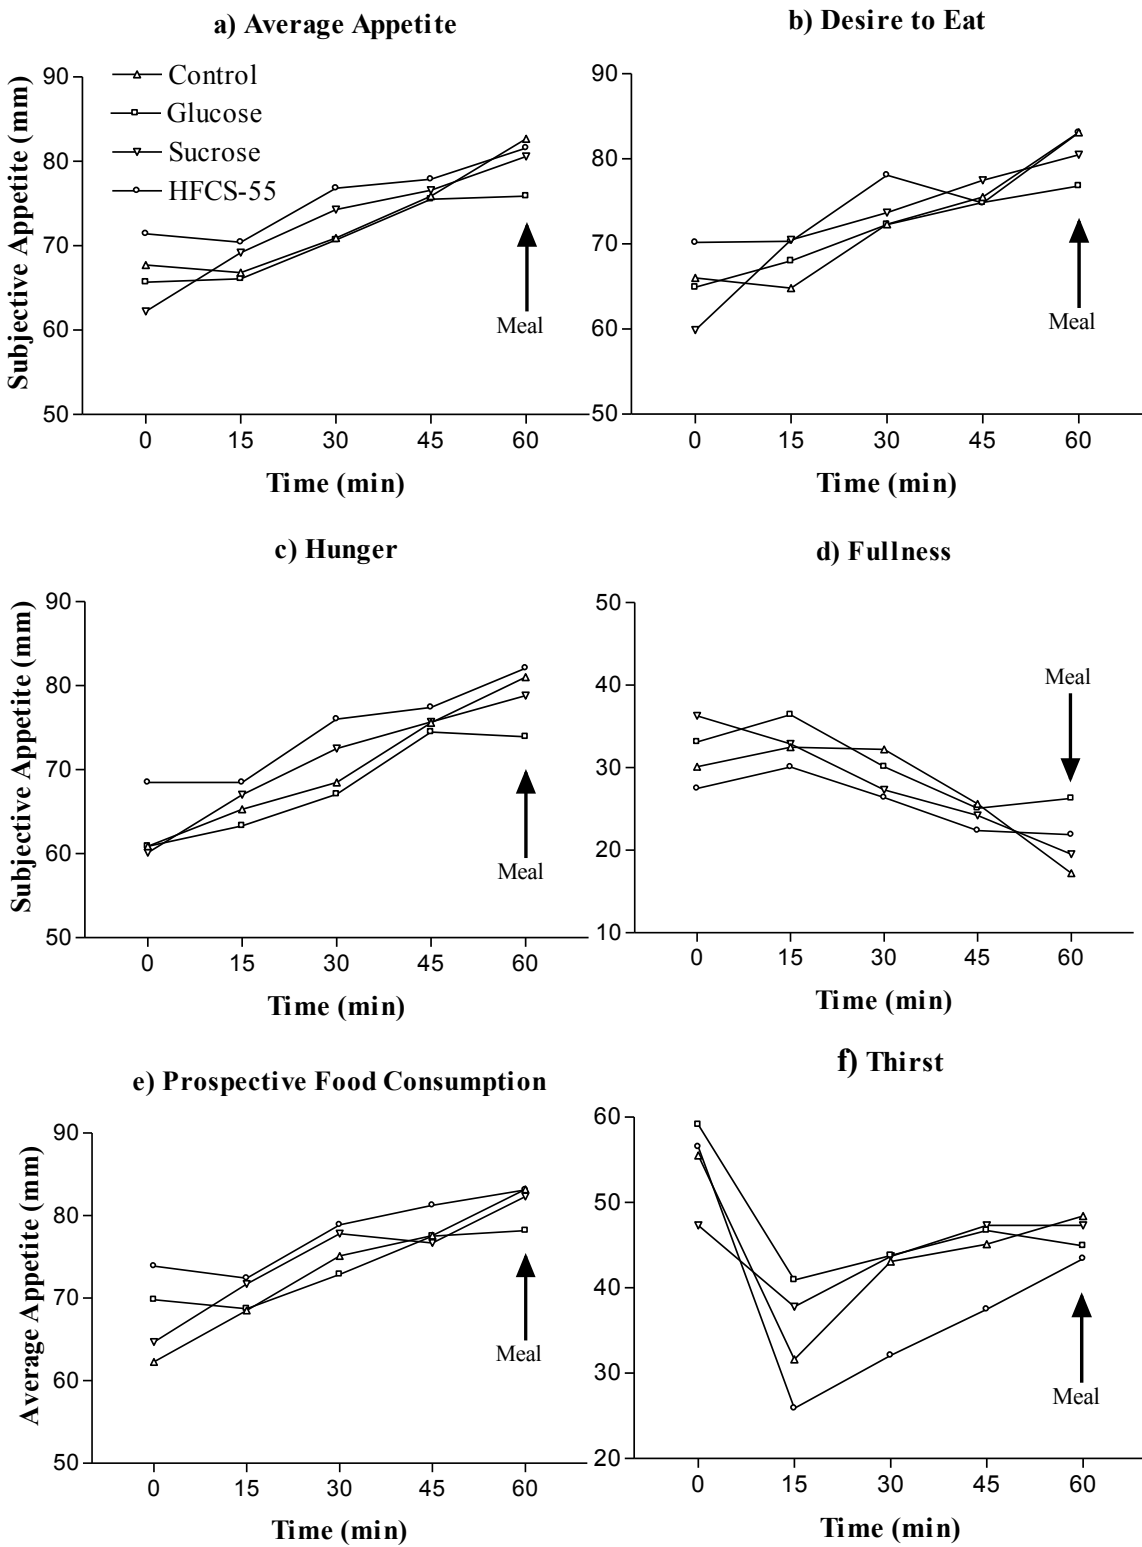 a) Average Appetite
Subjective Appetite (mm)
90
80
70
60
50
Control
Glucose
Sucrose
HFCS-55
Meal
0 15 30 45 60
Time (min)
b) Desire to Eat
90
80
70
60
50
Meal
0 15 30 45 60
Time (min)
c) Hunger
Subjective Appetite (mm)
90
80
70
60
50
Meal
0 15 30 45 60
Time (min)
d) Fullness
50
40
30
20
10
Meal
0 15 30 45 60
Time (min)
e) Prospective Food Consumption
Average Appetite (mm)
90
80
70
60
50
Meal
0 15 30 45 60
Time (min)
f) Thirst
60
50
40
30
20
Meal
0 15 30 45 60
Time (min)